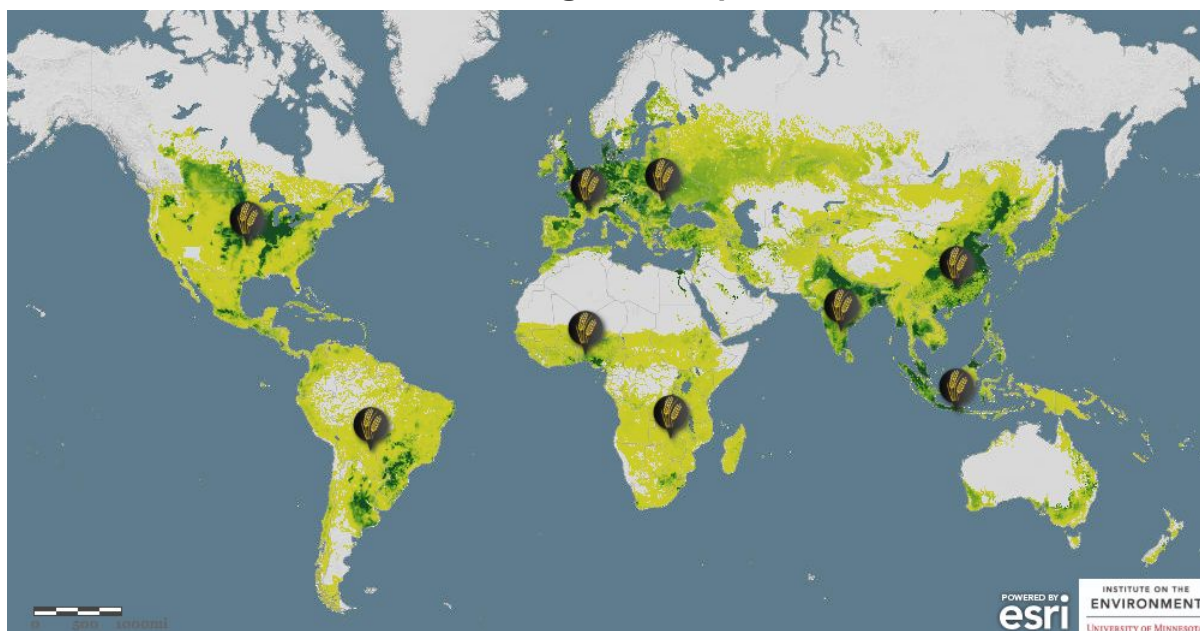 0 500 1000mi
POWERED BY
esri
INSTITUTE ON THE
ENVIRONMENT
UNIVERSITY OF MINNESOTA